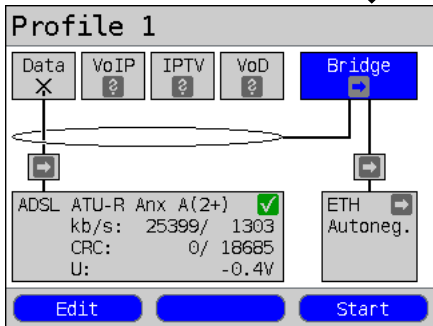 Profile 1
Data VoIP IPTV VoD Bridge
? ? ?
ADSL ATU-R Anx A(2+) ETH
kb/s: 25399/ 1303 Autoneg.
CRC: 0/ 18685
U: -0.4V
Edit Start